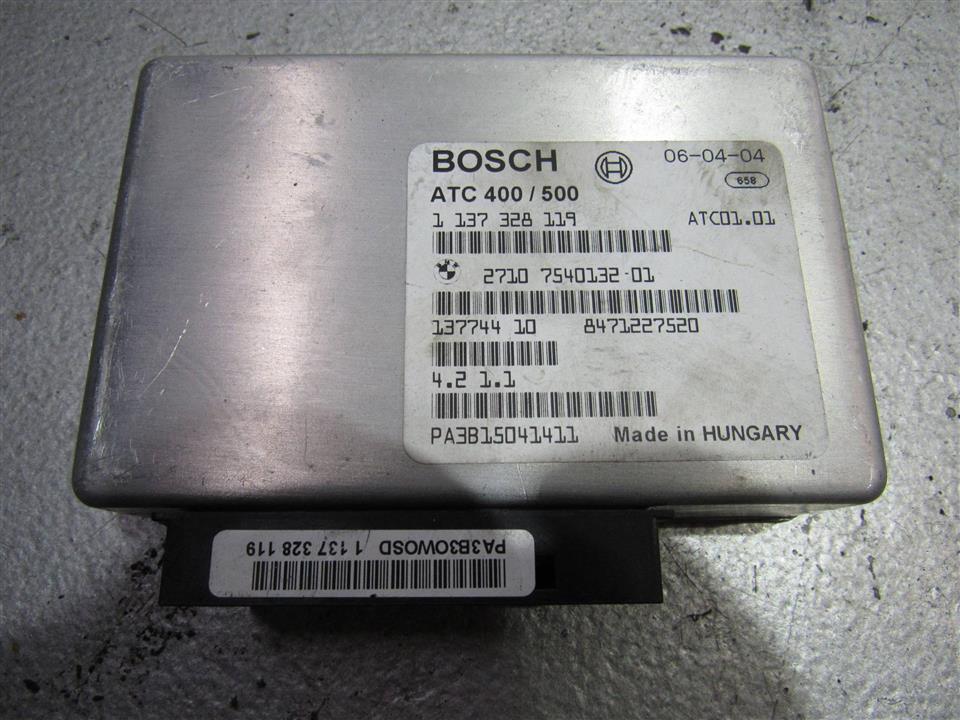 BOSCH 06-04-04
658
ATC 400 / 500
1 137 328 119 ATC01.01
2710 7540132-01
137744 10 8471227520
4.2 1.1
PA3B15041411 Made in HUNGARY
PA3B30WOSD 1 137 328 119